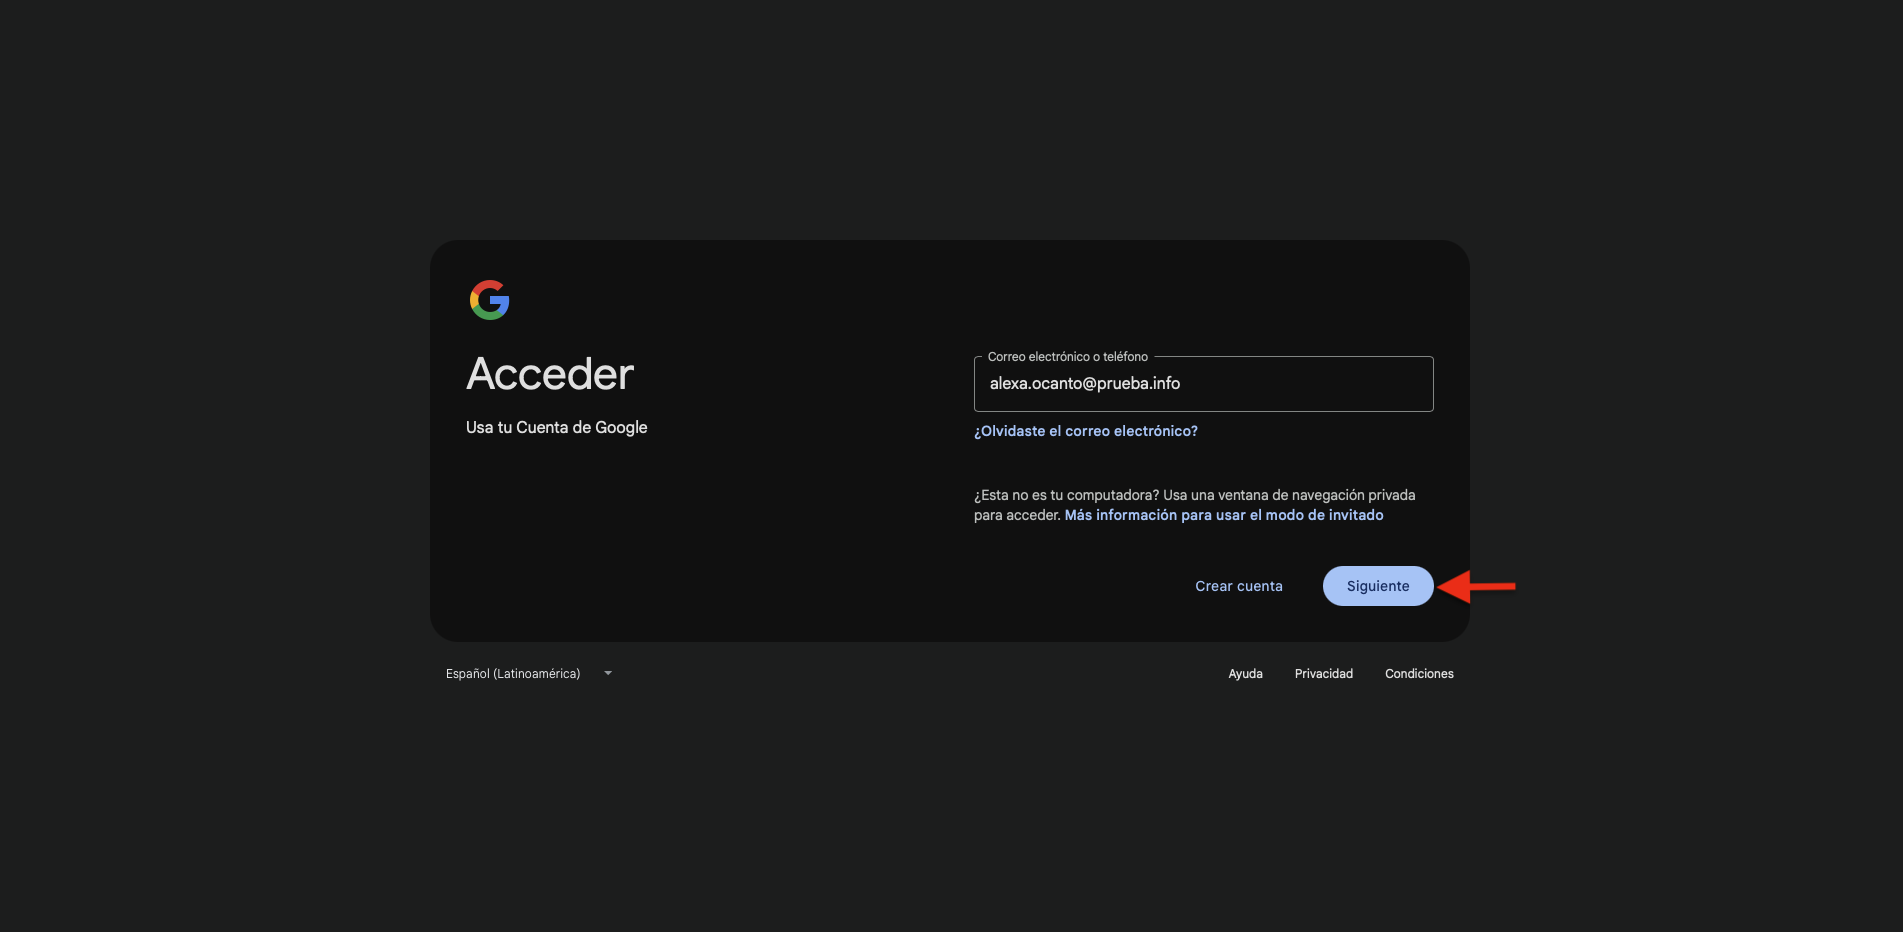 Acceder
Usa tu Cuenta de Google
Correo electrónico o teléfono
alexa.ocanto@prueba.info
¿Olvidaste el correo electrónico?
¿Esta no es tu computadora? Usa una ventana de navegación privada
para acceder. Más información para usar el modo de invitado
Crear cuenta
Siguiente
Español (Latinoamérica)
Ayuda
Privacidad
Condiciones